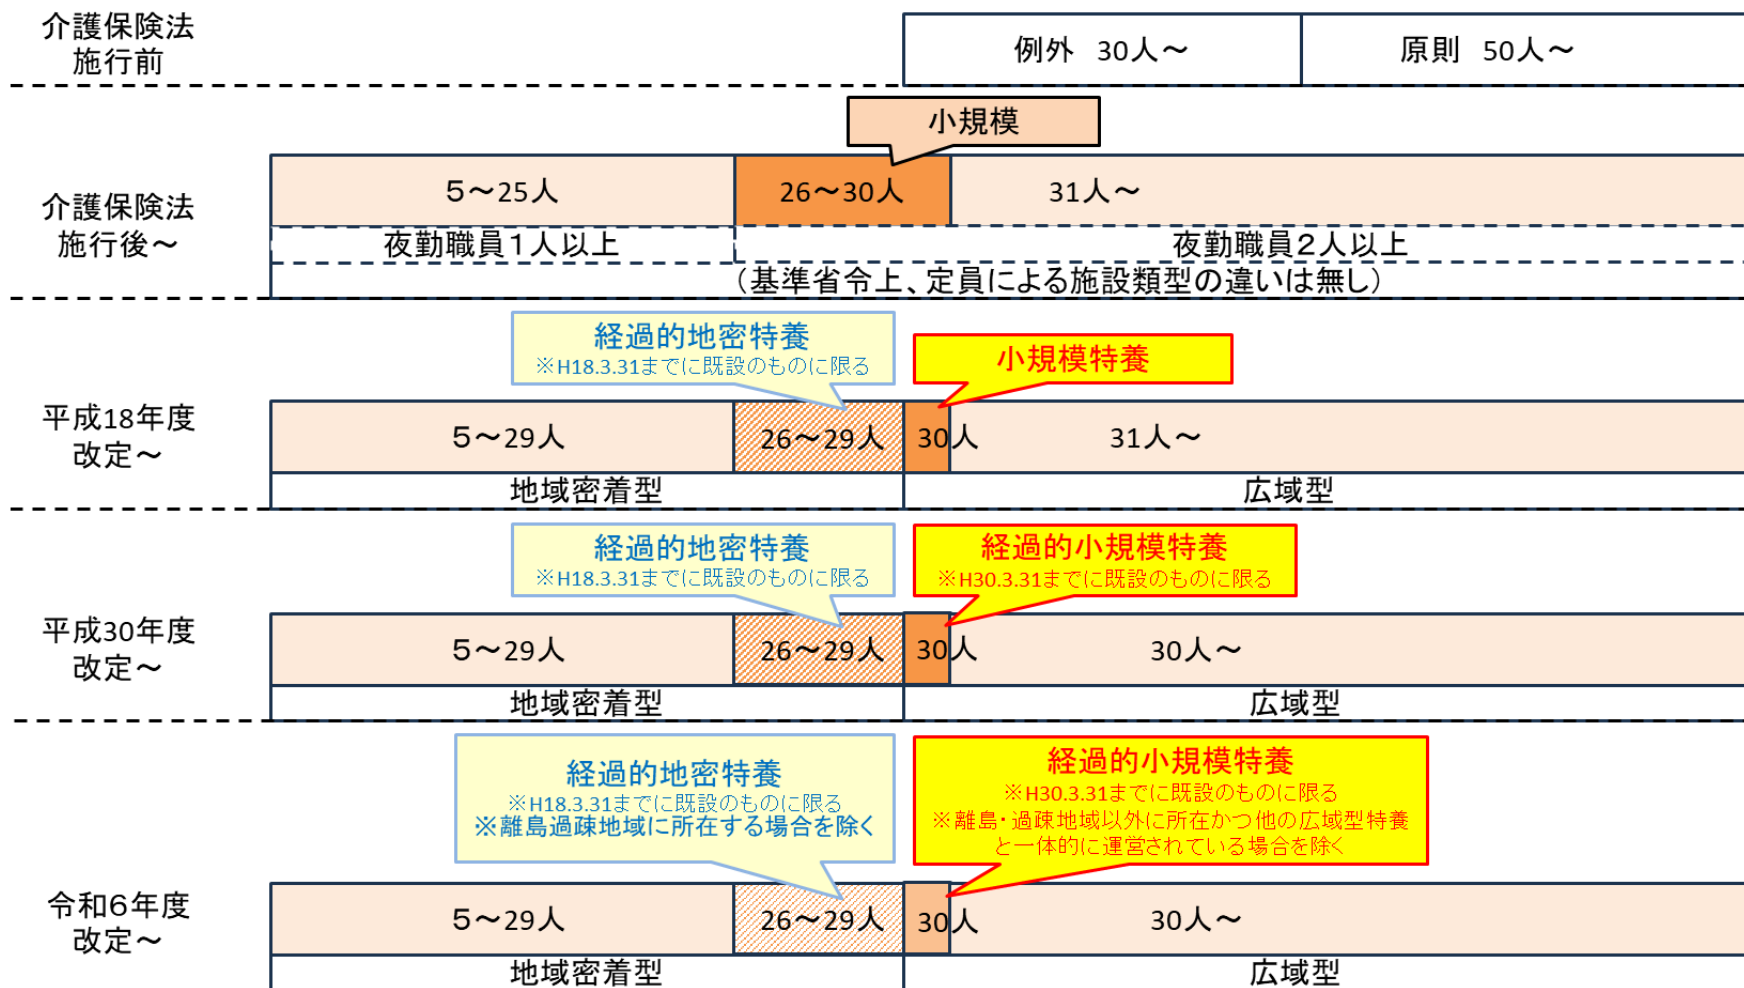 介護保険法
施行前
例外 30人～
原則 50人～
小規模
介護保険法
施行後～
５～25人
26～30人
31人～
夜勤職員１人以上
夜勤職員２人以上
（基準省令上、定員による施設類型の違いは無し）
経過的地密特養
※H18.3.31までに既設のものに限る
小規模特養
平成18年度
改定～
５～29人
26～29人
30人
31人～
地域密着型
広域型
経過的地密特養
※H18.3.31までに既設のものに限る
経過的小規模特養
※H30.3.31までに既設のものに限る
平成30年度
改定～
５～29人
26～29人
30人
30人～
地域密着型
広域型
経過的地密特養
※H18.3.31までに既設のものに限る
※離島過疎地域に所在する場合を除く
経過的小規模特養
※H30.3.31までに既設のものに限る
※離島・過疎地域以外に所在かつ他の広域型特養
と一体的に運営されている場合を除く
令和６年度
改定～
５～29人
26～29人
30人
30人～
地域密着型
広域型